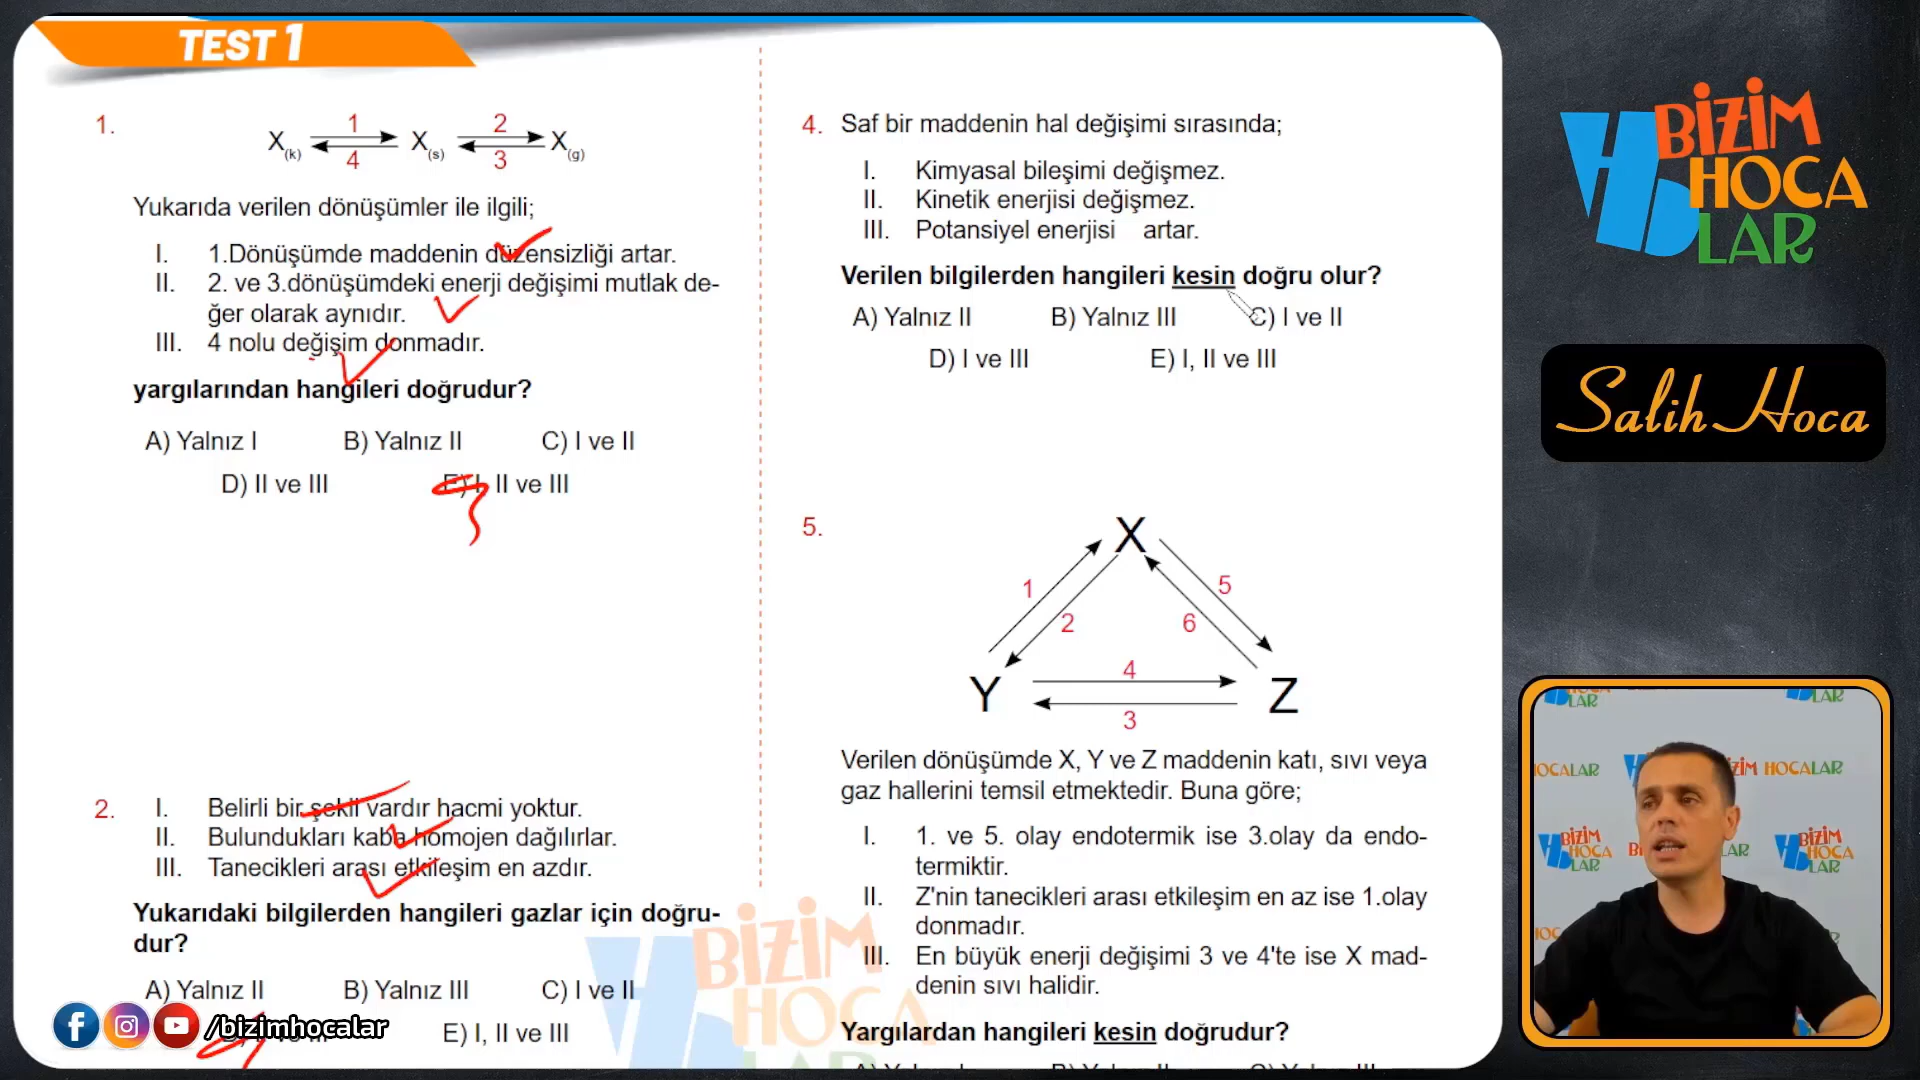 TEST 1
1.
1 2
X(k) X(s) X(g)
4 3
Yukarıda verilen dönüşümler ile ilgili;
I. 1.Dönüşümde maddenin düzensizliği artar.
II. 2. ve 3.dönüşümdeki enerji değişimi mutlak de-
ğer olarak aynıdır.
III. 4 nolu değişim donmadır.
yargılarından hangileri doğrudur?
A) Yalnız I B) Yalnız II C) I ve II
D) II ve III E) I, II ve III
2. I. Belirli bir şekli vardır hacmi yoktur.
II. Bulundukları kaba homojen dağılırlar.
III. Tanecikleri arası etkileşim en azdır.
Yukarıdaki bilgilerden hangileri gazlar için doğru-
dur?
A) Yalnız II B) Yalnız III C) I ve II
E) I, II ve III
/bizimhocalar
4. Saf bir maddenin hal değişimi sırasında;
I. Kimyasal bileşimi değişmez.
II. Kinetik enerjisi değişmez.
III. Potansiyel enerjisi artar.
Verilen bilgilerden hangileri kesin doğru olur?
A) Yalnız II B) Yalnız III C) I ve II
D) I ve III E) I, II ve III
5.
X
1 5
2 6
4
Y Z
3
Verilen dönüşümde X, Y ve Z maddenin katı, sıvı veya
gaz hallerini temsil etmektedir. Buna göre;
I. 1. ve 5. olay endotermik ise 3.olay da endo-
termiktir.
II. Z'nin tanecikleri arası etkileşim en az ise 1.olay
donmadır.
III. En büyük enerji değişimi 3 ve 4'te ise X mad-
denin sıvı halidir.
Yargılardan hangileri kesin doğrudur?
BİZİM
HOCA
LAR
BİZİM
HOCA
LAR
Salih Hoca